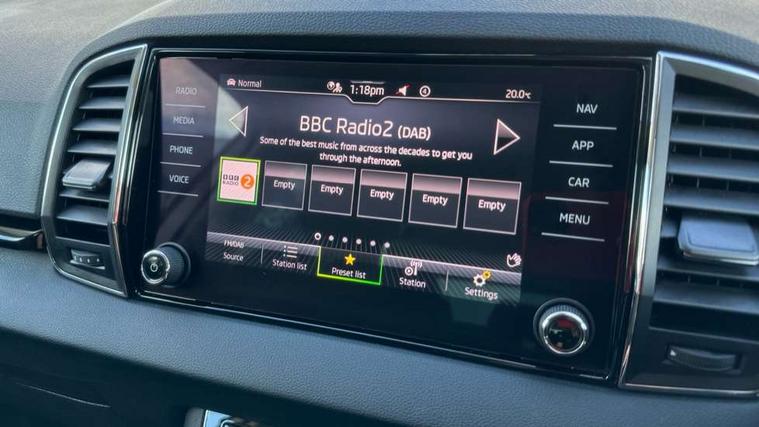 RADIO
MEDIA
PHONE
VOICE
Normal
1:18pm
4
20.0°C
BBC Radio2 (DAB)
Some of the best music from across the decades to get you
through the afternoon.
BBC
RADIO 2
Empty
Empty
Empty
Empty
Empty
FM/DAB
Source
Station list
Preset list
Station
Settings
NAV
APP
CAR
MENU